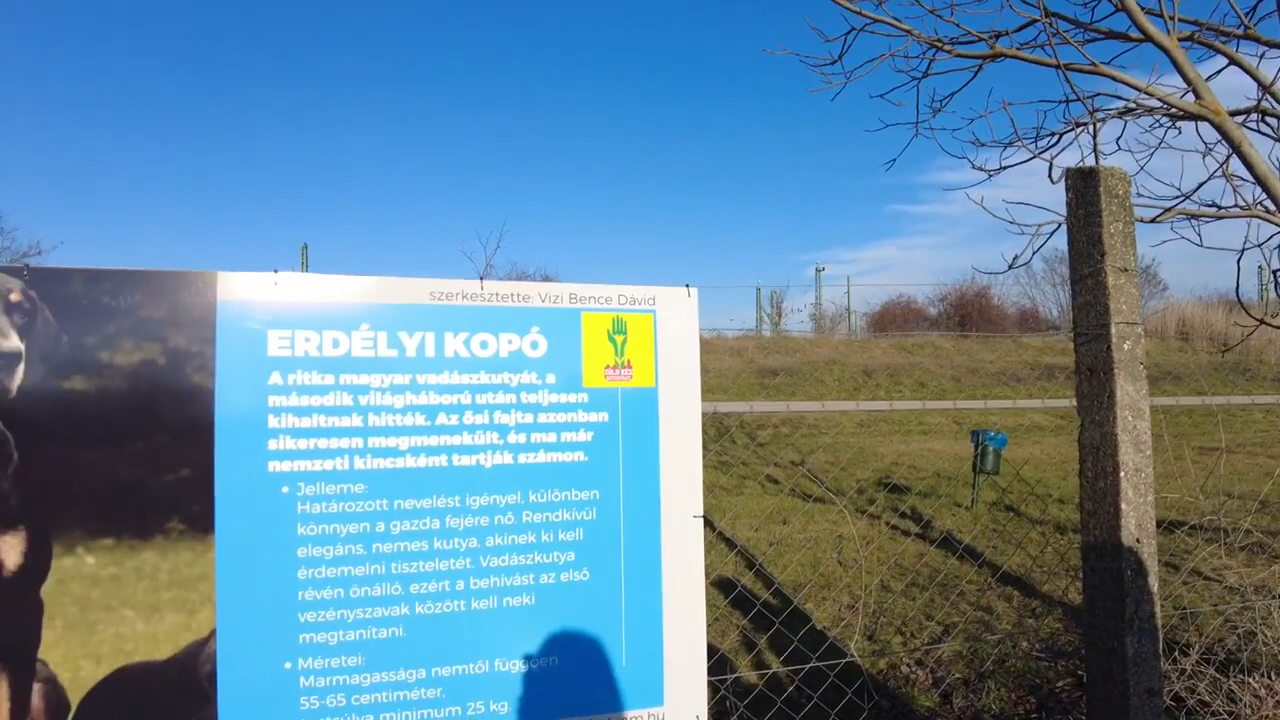 szerkesztette: Vizi Bence Dávid
ERDÉLYI KOPÓ
ZÖLD KÉZ
A ritka magyar vadászkutyát, a
második világháború után teljesen
kihaltnak hitték. Az ősi fajta azonban
sikeresen megmenekült, és ma már
nemzeti kincsként tartják számon.
• Jelleme:
Határozott nevelést igényel, különben
könnyen a gazda fejére nő. Rendkívül
elegáns, nemes kutya, akinek ki kell
érdemelni tiszteletét. Vadászkutya
révén önálló, ezért a behívást az első
vezényszavak között kell neki
megtanítani.
• Méretei:
Marmagassága nemtől függően
55-65 centiméter,
minimum 25 kg.